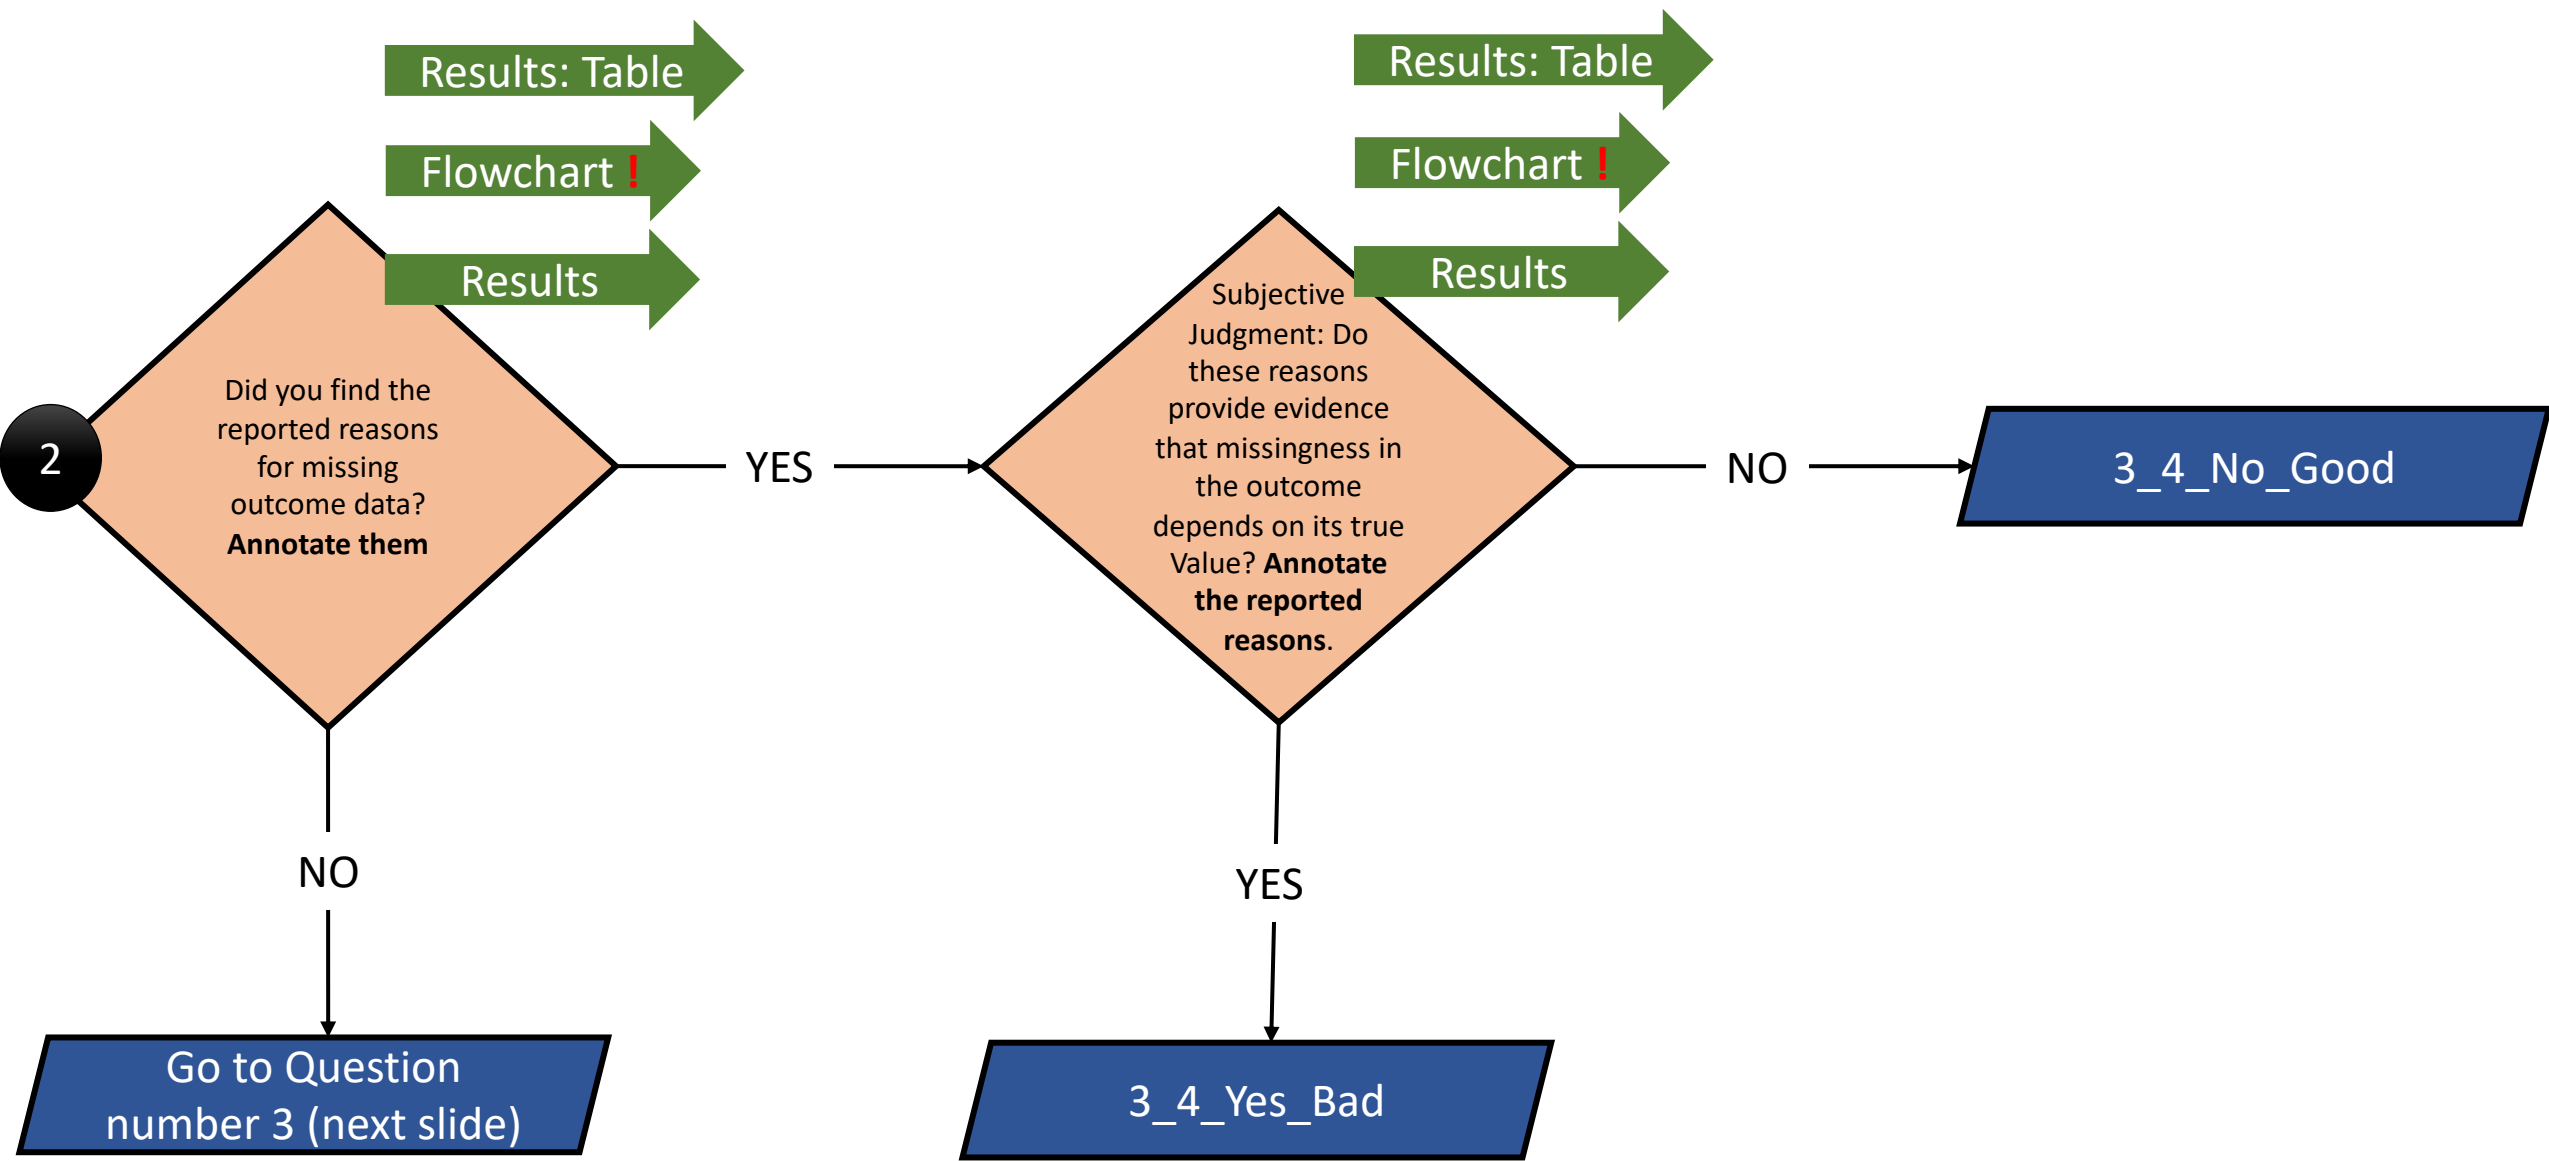 Results: Table
Flowchart !
Results
2
Did you find the
reported reasons
for missing
outcome data?
Annotate them
YES
NO
Go to Question
number 3 (next slide)
Results: Table
Flowchart !
Results
Subjective
Judgment: Do
these reasons
provide evidence
that missingness in
the outcome
depends on its true
Value? Annotate
the reported
reasons.
NO
3_4_No_Good
YES
3_4_Yes_Bad